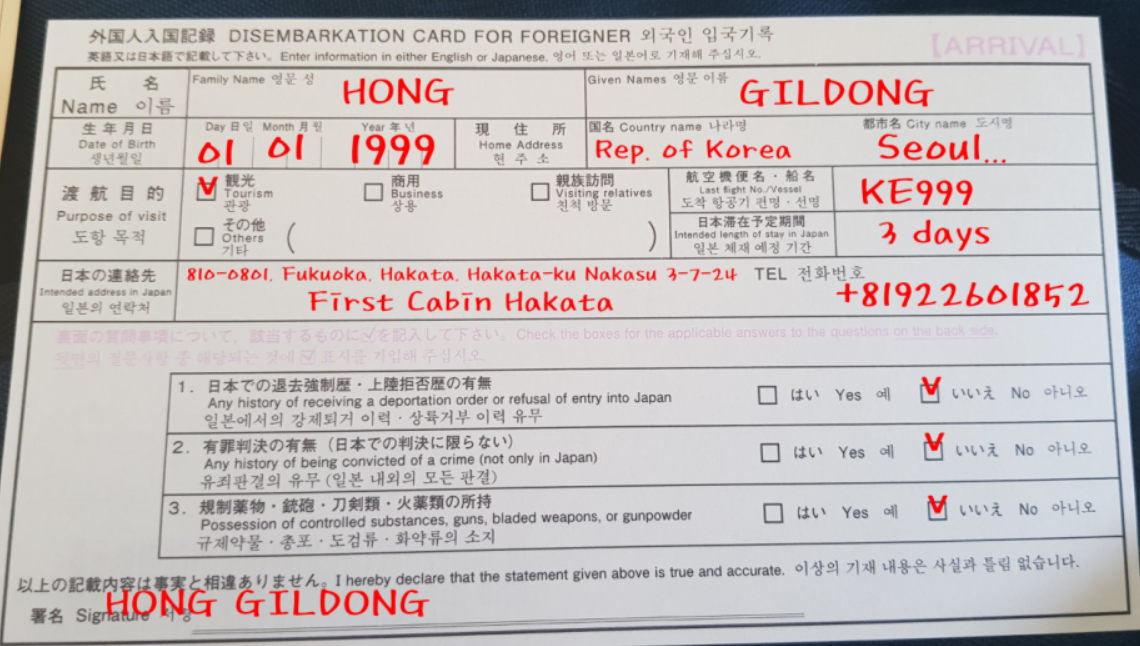 外国人入国記録 DISEMBARKATION CARD FOR FOREIGNER 외국인 입국기록
英語又は日本語で記載して下さい。Enter information in either English or Japanese. 영어 또는 일본어로 기재해 주십시오.
【ARRIVAL】
氏 名
Name 이름
Family Name 영문 성
HONG
Given Names 영문 이름
GILDONG
生年月日
Date of Birth
생년월일
Day 日 일 Month 月 월 Year 年 년
01 01 1999
現 住 所
Home Address
현 주 소
国名 Country name 나라명
Rep. of Korea
都市名 City name 도시명
Seoul...
渡航目的
Purpose of visit
도항 목적
V 観光
Tourism
관광
商用
Business
상용
親族訪問
Visiting relatives
친척 방문
その他
Others
기타
( )
航空機便名・船名
Last flight No./Vessel
도착 항공기 편명・선명
KE999
日本滞在予定期間
Intended length of stay in Japan
일본 체재 예정 기간
3 days
日本の連絡先
Intended address in Japan
일본의 연락처
810-0801, Fukuoka, Hakata, Hakata-ku Nakasu 3-7-24
First Cabin Hakata
TEL 전화번호
+81922601852
裏面の質問事項について、該当するものに☑を記入して下さい。Check the boxes for the applicable answers to the questions on the back side.
뒷면의 질문사항 중 해당되는 것에 ☑ 표시를 기입해 주십시오.
1. 日本での退去強制歴・上陸拒否歴の有無
Any history of receiving a deportation order or refusal of entry into Japan
일본에서의 강제퇴거 이력・상륙거부 이력 유무
□ はい Yes 예 ☑ いいえ No 아니오
2. 有罪判決の有無（日本での判決に限らない）
Any history of being convicted of a crime (not only in Japan)
유죄판결의 유무 (일본 내외의 모든 판결)
□ はい Yes 예 ☑ いいえ No 아니오
3. 規制薬物・銃砲・刀剣類・火薬類の所持
Possession of controlled substances, guns, bladed weapons, or gunpowder
규제약물・총포・도검류・화약류의 소지
□ はい Yes 예 ☑ いいえ No 아니오
以上の記載内容は事実と相違ありません。I hereby declare that the statement given above is true and accurate. 이상의 기재 내용은 사실과 틀림 없습니다.
署名 Signature 서명
HONG GILDONG